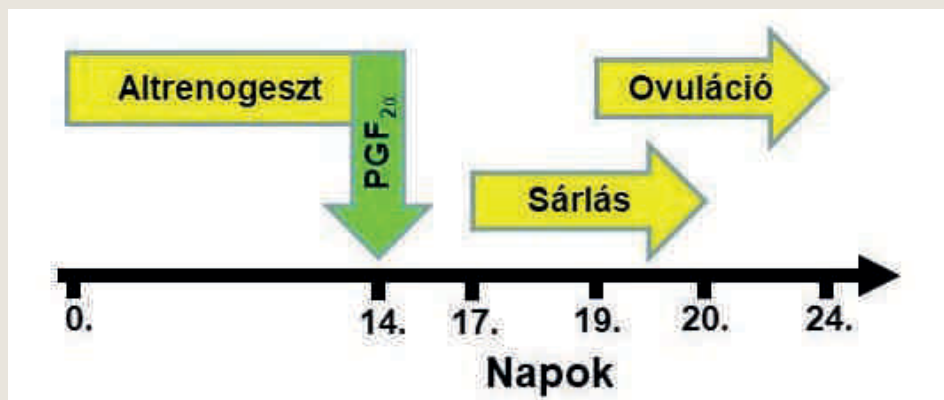 Altrenogeszt
PGF2α
Ovuláció
Sárlás
0. 14. 17. 19. 20. 24.
Napok